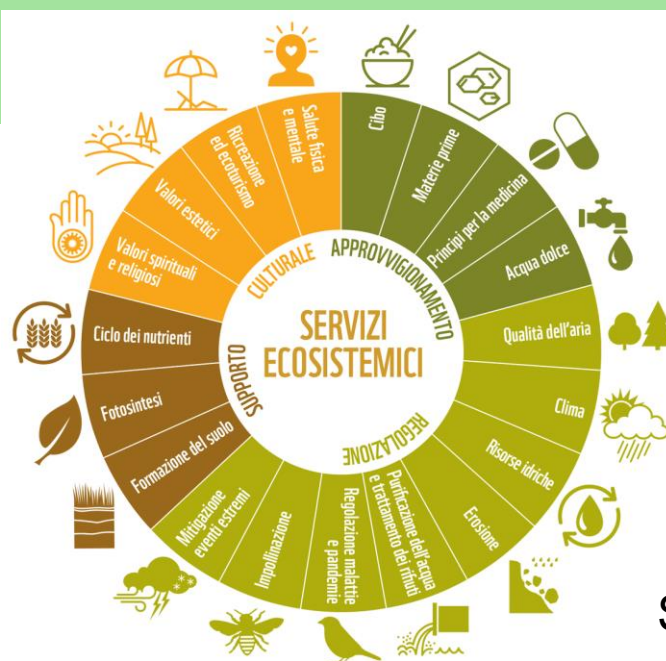 SERVIZI
ECOSISTEMICI
APPROVVIGIONAMENTO
Cibo
Materie prime
Principi per la medicina
Acqua dolce
REGOLAZIONE
Qualità dell'aria
Clima
Risorse idriche
Erosione
Purificazione dell'acqua
e trattamento dei rifiuti
Regolazione malattie
e pandemie
Impollinazione
Mitigazione
eventi estremi
SUPPORTO
Formazione del suolo
Fotosintesi
Ciclo dei nutrienti
CULTURALE
Valori spirituali
e religiosi
Valori estetici
Ricreazione
ed ecoturismo
Salute fisica
e mentale
S